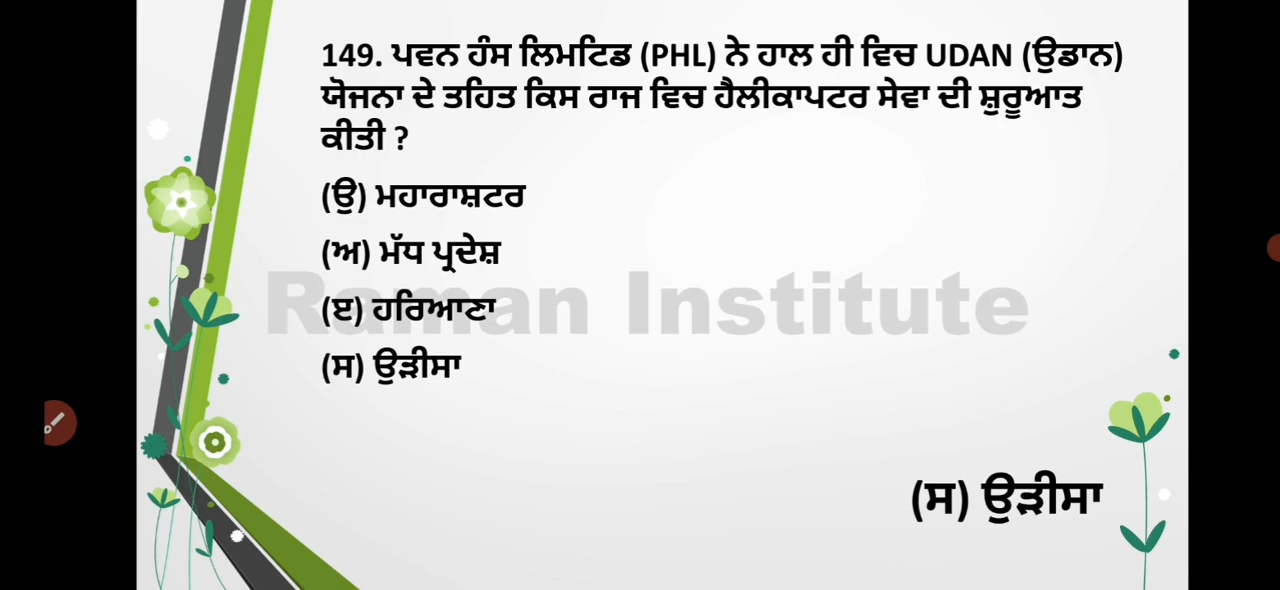 149. ਪਵਨ ਹੰਸ ਲਿਮਟਿਡ (PHL) ਨੇ ਹਾਲ ਹੀ ਵਿਚ UDAN (ਉਡਾਨ)
ਯੋਜਨਾ ਦੇ ਤਹਿਤ ਕਿਸ ਰਾਜ ਵਿਚ ਹੈਲੀਕਾਪਟਰ ਸੇਵਾ ਦੀ ਸ਼ੁਰੂਆਤ
ਕੀਤੀ ?
(ਉ) ਮਹਾਰਾਸ਼ਟਰ
(ਅ) ਮੱਧ ਪ੍ਰਦੇਸ਼
(ੲ) ਹਰਿਆਣਾ
Raman Institute
(ਸ) ਉੜੀਸਾ
(ਸ) ਉੜੀਸਾ